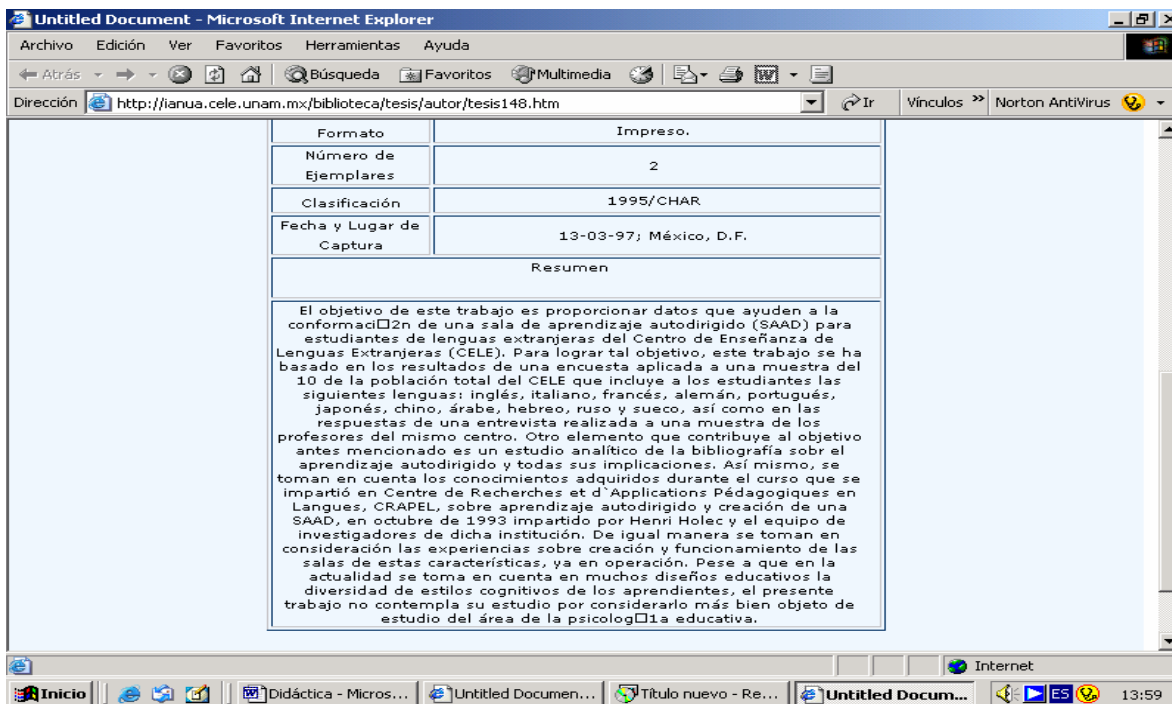 Untitled Document - Microsoft Internet Explorer
Archivo Edición Ver Favoritos Herramientas Ayuda
Atrás Búsqueda Favoritos Multimedia
Dirección http://ianua.cele.unam.mx/biblioteca/tesis/autor/tesis148.htm Ir Vínculos » Norton AntiVirus
Formato Impreso.
Número de
Ejemplares
2
Clasificación 1995/CHAR
Fecha y Lugar de
Captura
13-03-97; México, D.F.
Resumen
El objetivo de este trabajo es proporcionar datos que ayuden a la
conformaci□2n de una sala de aprendizaje autodirigido (SAAD) para
estudiantes de lenguas extranjeras del Centro de Enseñanza de
Lenguas Extranjeras (CELE). Para lograr tal objetivo, este trabajo se ha
basado en los resultados de una encuesta aplicada a una muestra del
10 de la población total del CELE que incluye a los estudiantes las
siguientes lenguas: inglés, italiano, francés, alemán, portugués,
japonés, chino, árabe, hebreo, ruso y sueco, así como en las
respuestas de una entrevista realizada a una muestra de los
profesores del mismo centro. Otro elemento que contribuye al objetivo
antes mencionado es un estudio analítico de la bibliografía sobr el
aprendizaje autodirigido y todas sus implicaciones. Así mismo, se
toman en cuenta los conocimientos adquiridos durante el curso que se
impartió en Centre de Recherches et d`Applications Pédagogiques en
Langues, CRAPEL, sobre aprendizaje autodirigido y creación de una
SAAD, en octubre de 1993 impartido por Henri Holec y el equipo de
investigadores de dicha institución. De igual manera se toman en
consideración las experiencias sobre creación y funcionamiento de las
salas de estas características, ya en operación. Pese a que en la
actualidad se toma en cuenta en muchos diseños educativos la
diversidad de estilos cognitivos de los aprendientes, el presente
trabajo no contempla su estudio por considerarlo más bien objeto de
estudio del área de la psicolog□1a educativa.
Internet
Inicio Didáctica - Micros... Untitled Documen... Título nuevo - Re... Untitled Docum... ES 13:59